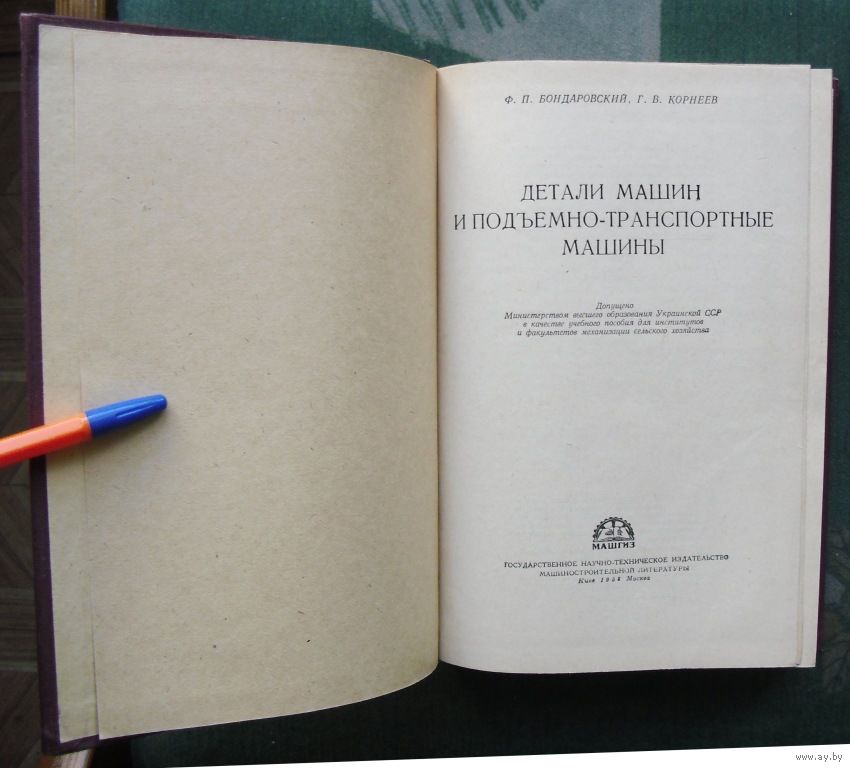 Ф. П. БОНДАРОВСКИЙ, Г. В. КОРНЕЕВ
ДЕТАЛИ МАШИН
И ПОДЪЕМНО-ТРАНСПОРТНЫЕ
МАШИНЫ
Допущено
Министерством высшего образования Украинской ССР
в качестве учебного пособия для институтов
и факультетов механизации сельского хозяйства
МАШГИЗ
ГОСУДАРСТВЕННОЕ НАУЧНО-ТЕХНИЧЕСКОЕ ИЗДАТЕЛЬСТВО
МАШИНОСТРОИТЕЛЬНОЙ ЛИТЕРАТУРЫ
Киев Москва
www.ay.by